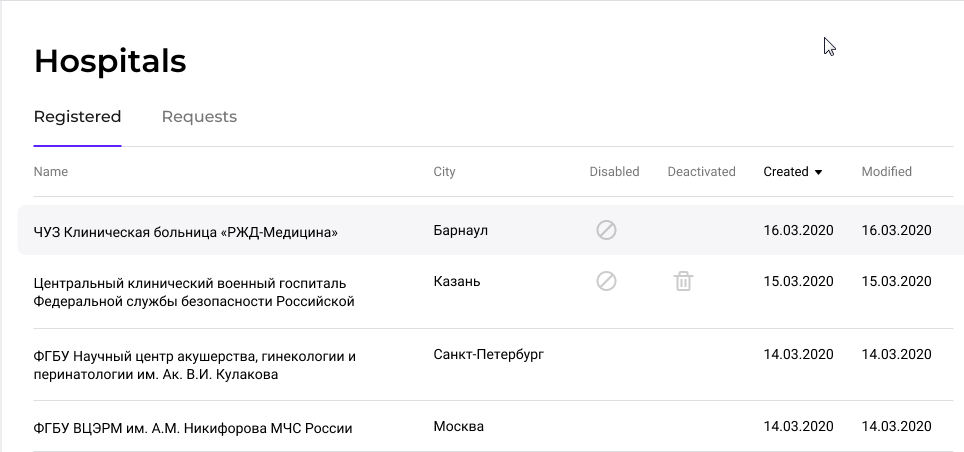 Hospitals
Registered Requests
Name City Disabled Deactivated Created Modified
ЧУЗ Клиническая больница «РЖД-Медицина» Барнаул 16.03.2020 16.03.2020
Центральный клинический военный госпиталь Казань 15.03.2020 15.03.2020
Федеральной службы безопасности Российской
ФГБУ Научный центр акушерства, гинекологии и Санкт-Петербург 14.03.2020 14.03.2020
перинатологии им. Ак. В.И. Кулакова
ФГБУ ВЦЭРМ им. А.М. Никифорова МЧС России Москва 14.03.2020 14.03.2020